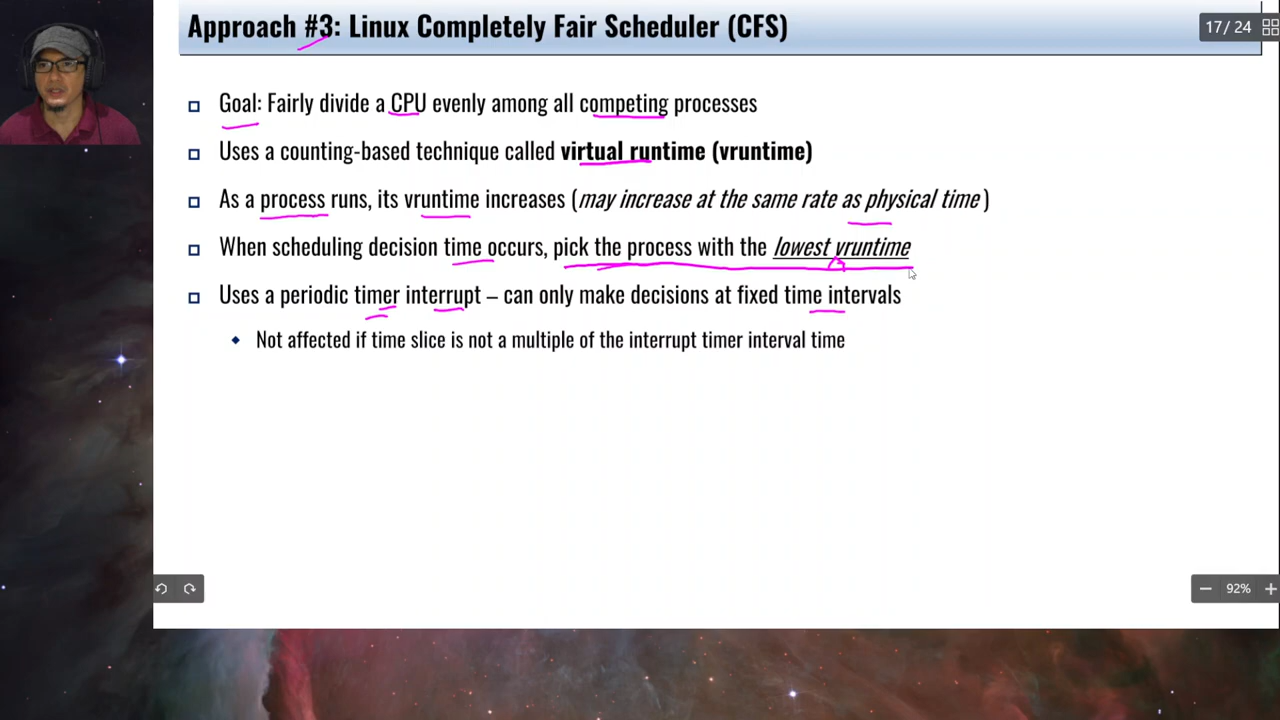 Approach #3: Linux Completely Fair Scheduler (CFS)
17 / 24
Goal: Fairly divide a CPU evenly among all competing processes
Uses a counting-based technique called virtual runtime (vruntime)
As a process runs, its vruntime increases (may increase at the same rate as physical time)
When scheduling decision time occurs, pick the process with the lowest vruntime
Uses a periodic timer interrupt – can only make decisions at fixed time intervals
Not affected if time slice is not a multiple of the interrupt timer interval time
92%